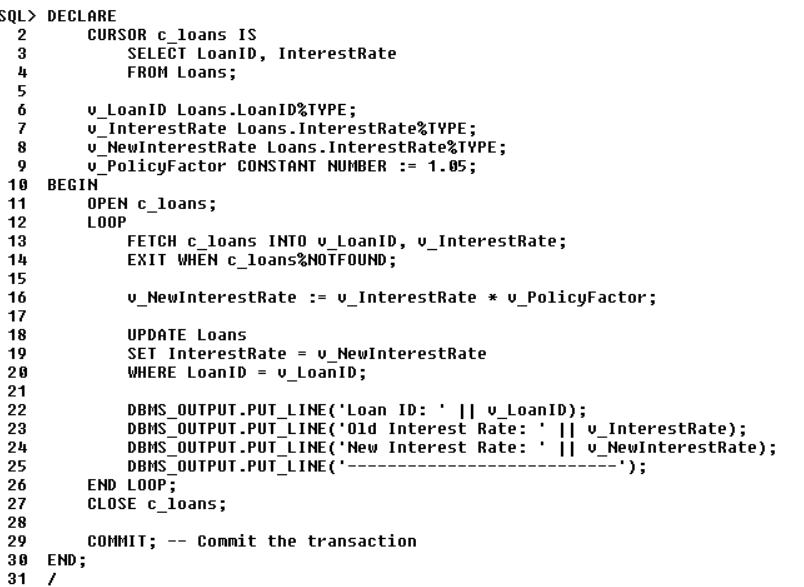 SQL> DECLARE
  2      CURSOR c_loans IS
  3          SELECT LoanID, InterestRate
  4          FROM Loans;
  5
  6      v_LoanID Loans.LoanID%TYPE;
  7      v_InterestRate Loans.InterestRate%TYPE;
  8      v_NewInterestRate Loans.InterestRate%TYPE;
  9      v_PolicyFactor CONSTANT NUMBER := 1.05;
 10  BEGIN
 11      OPEN c_loans;
 12      LOOP
 13          FETCH c_loans INTO v_LoanID, v_InterestRate;
 14          EXIT WHEN c_loans%NOTFOUND;
 15
 16          v_NewInterestRate := v_InterestRate * v_PolicyFactor;
 17
 18          UPDATE Loans
 19          SET InterestRate = v_NewInterestRate
 20          WHERE LoanID = v_LoanID;
 21
 22          DBMS_OUTPUT.PUT_LINE('Loan ID: ' || v_LoanID);
 23          DBMS_OUTPUT.PUT_LINE('Old Interest Rate: ' || v_InterestRate);
 24          DBMS_OUTPUT.PUT_LINE('New Interest Rate: ' || v_NewInterestRate);
 25          DBMS_OUTPUT.PUT_LINE('---------------------------');
 26      END LOOP;
 27      CLOSE c_loans;
 28
 29      COMMIT; -- Commit the transaction
 30  END;
 31  /